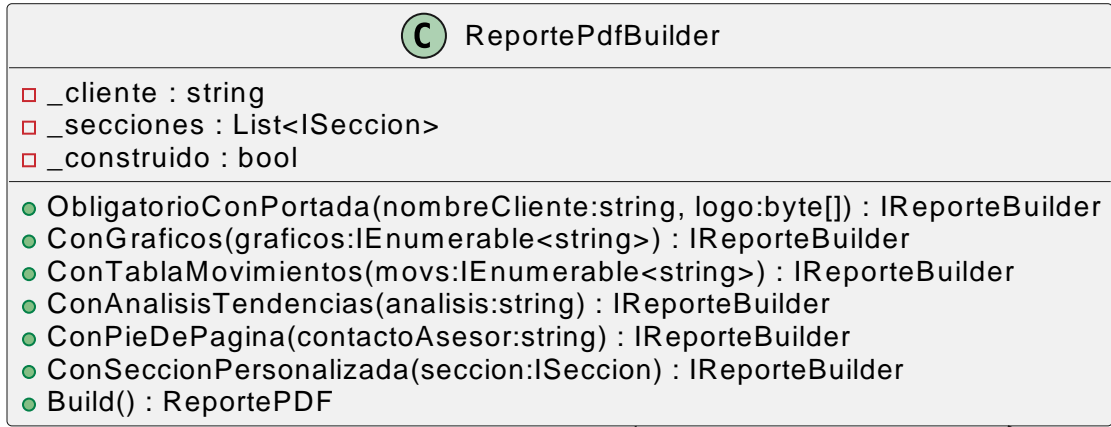 C ReportePdfBuilder
_cliente : string
_secciones : List<ISeccion>
_construido : bool
ObligatorioConPortada(nombreCliente:string, logo:byte[]) : IReporteBuilder
ConGraficos(graficos:IEnumerable<string>) : IReporteBuilder
ConTablaMovimientos(movs:IEnumerable<string>) : IReporteBuilder
ConAnalisisTendencias(analisis:string) : IReporteBuilder
ConPieDePagina(contactoAsesor:string) : IReporteBuilder
ConSeccionPersonalizada(seccion:ISeccion) : IReporteBuilder
Build() : ReportePDF